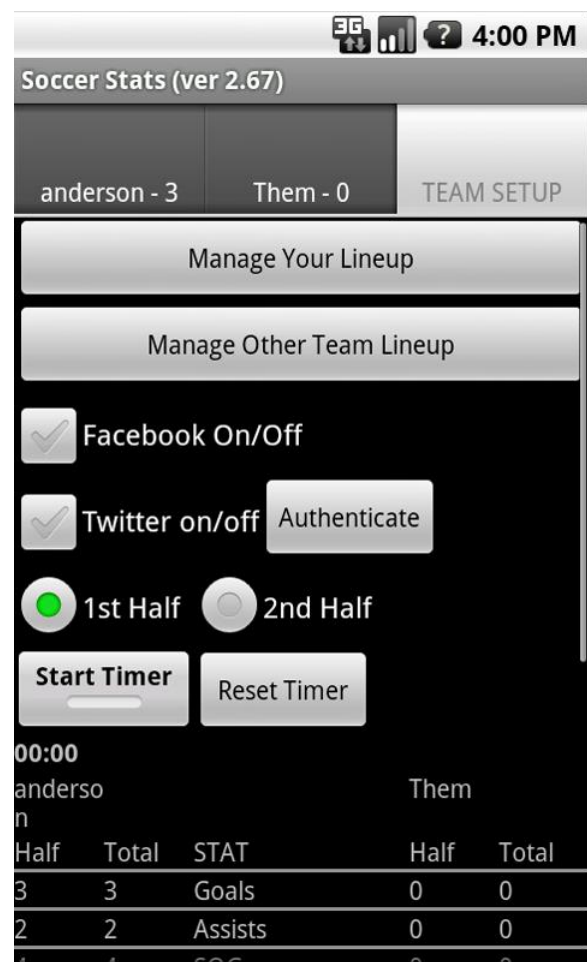 3G ? 4:00 PM
Soccer Stats (ver 2.67)
anderson - 3 Them - 0 TEAM SETUP
Manage Your Lineup
Manage Other Team Lineup
Facebook On/Off
Twitter on/off Authenticate
1st Half 2nd Half
Start Timer Reset Timer
00:00
anderso Them
n
Half Total STAT Half Total
3 3 Goals 0 0
2 2 Assists 0 0